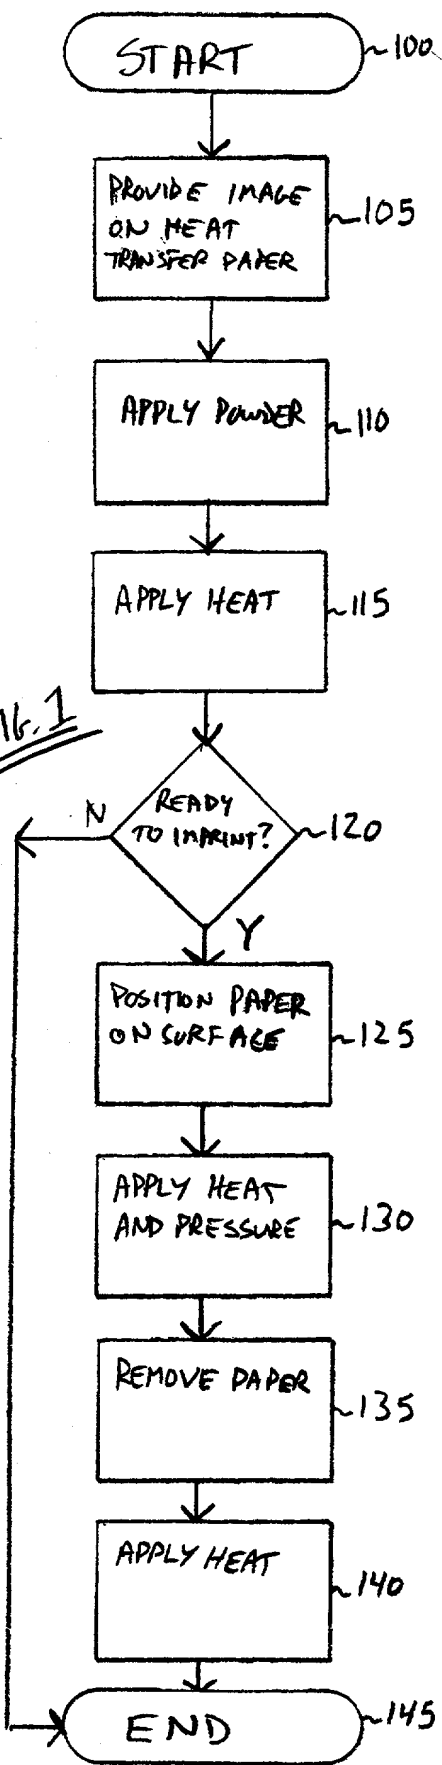 START
100
PROVIDE IMAGE
ON HEAT
TRANSFER PAPER
105
APPLY POWDER
110
APPLY HEAT
115
READY
TO IMPRINT?
120
N
Y
POSITION PAPER
ON SURFACE
125
APPLY HEAT
AND PRESSURE
130
REMOVE PAPER
135
APPLY HEAT
140
END
145